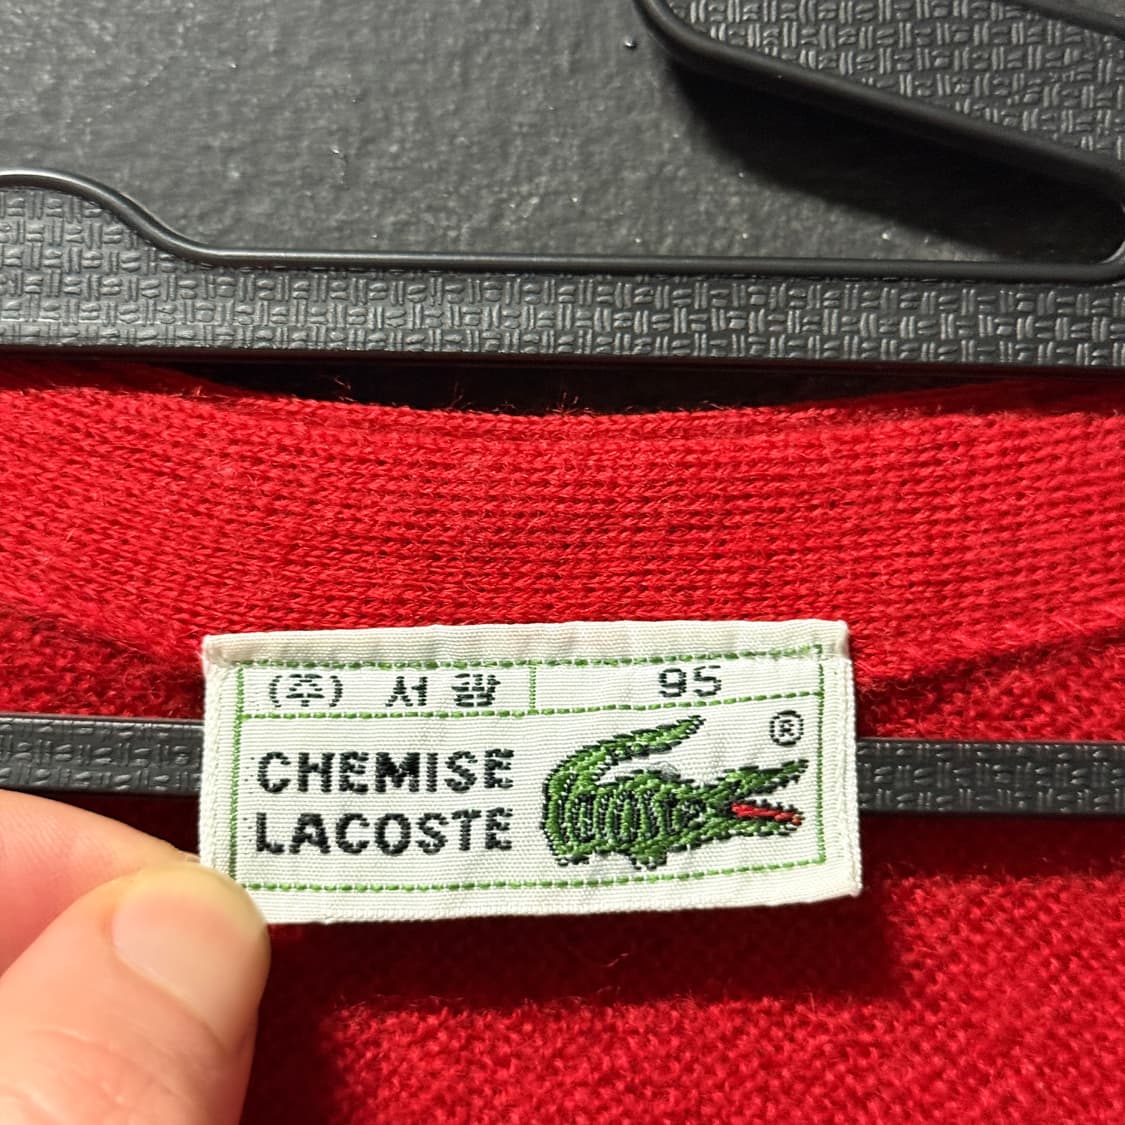 (주) 서광 95
®
CHEMISE
LACOSTE